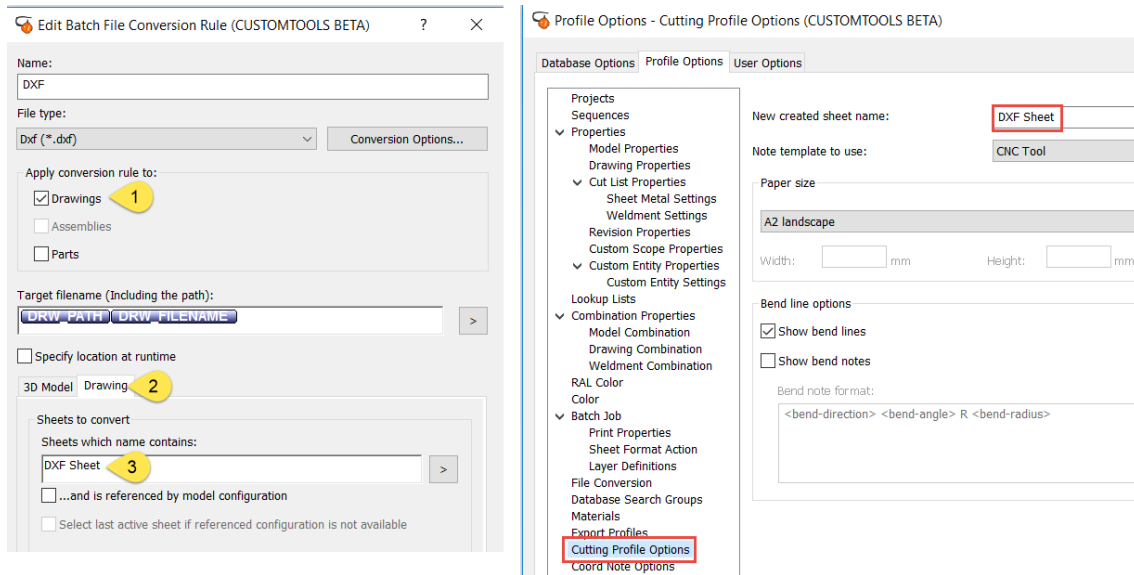 Edit Batch File Conversion Rule (CUSTOMTOOLS BETA) ? ×
Name:
DXF
File type:
Dxf (*.dxf) Conversion Options...
Apply conversion rule to:
Drawings 1
Assemblies
Parts
Target filename (Including the path):
DRW_PATH DRW_FILENAME >
Specify location at runtime
3D Model Drawing 2
Sheets to convert
Sheets which name contains:
DXF Sheet 3 >
...and is referenced by model configuration
Select last active sheet if referenced configuration is not available
Profile Options - Cutting Profile Options (CUSTOMTOOLS BETA)
Database Options Profile Options User Options
Projects
Sequences
Properties
Model Properties
Drawing Properties
Cut List Properties
Sheet Metal Settings
Weldment Settings
Revision Properties
Custom Scope Properties
Custom Entity Properties
Custom Entity Settings
Lookup Lists
Combination Properties
Model Combination
Drawing Combination
Weldment Combination
RAL Color
Color
Batch Job
Print Properties
Sheet Format Action
Layer Definitions
File Conversion
Database Search Groups
Materials
Export Profiles
Cutting Profile Options
Coord Note Options
New created sheet name: DXF Sheet
Note template to use: CNC Tool
Paper size
A2 landscape
Width: mm Height: mm
Bend line options
Show bend lines
Show bend notes
Bend note format:
<bend-direction> <bend-angle> R <bend-radius>